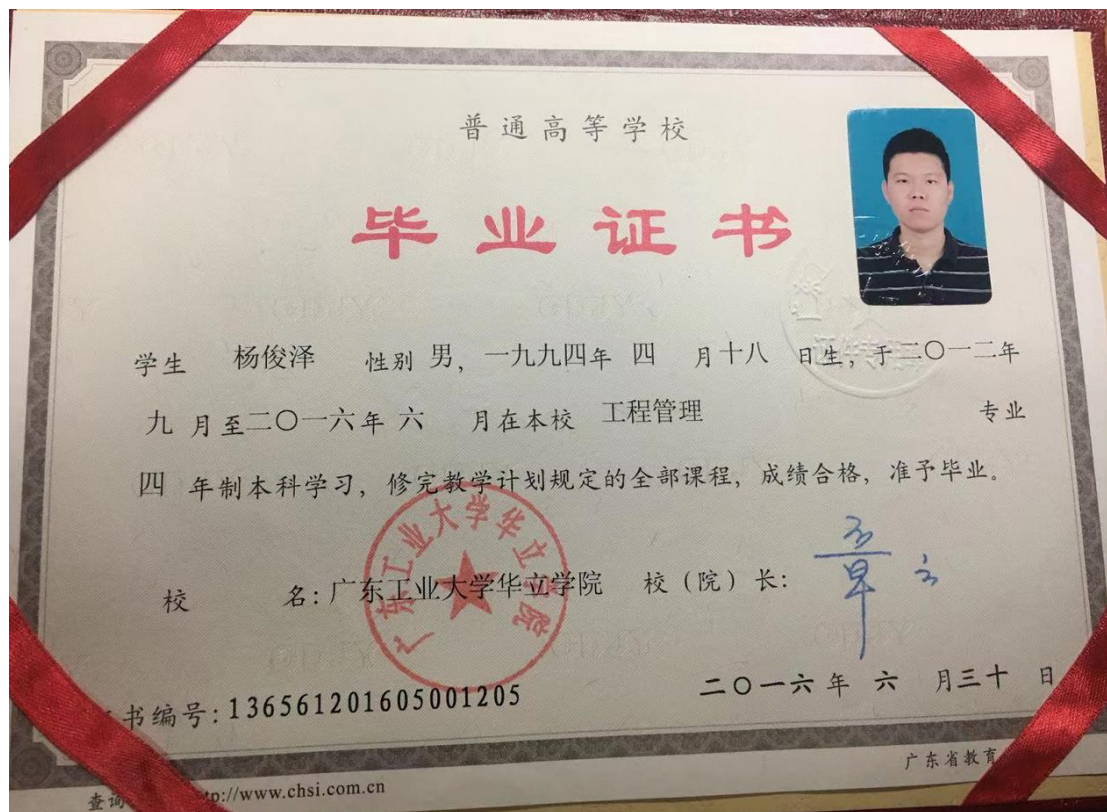 普通高等学校
毕业证书
学生 杨俊泽 性别 男，一九九四年 四 月十八 日生，于二〇一二年
九 月至二〇一六年 六 月在本校 工程管理 专业
四 年制本科学习，修完教学计划规定的全部课程，成绩合格，准予毕业。
广东工业大学华立学院
校 名：广东工业大学华立学院 校（院）长：
二〇一六年 六 月三十 日
书编号：136561201605001205
广东省教育
查询 tp://www.chsi.com.cn